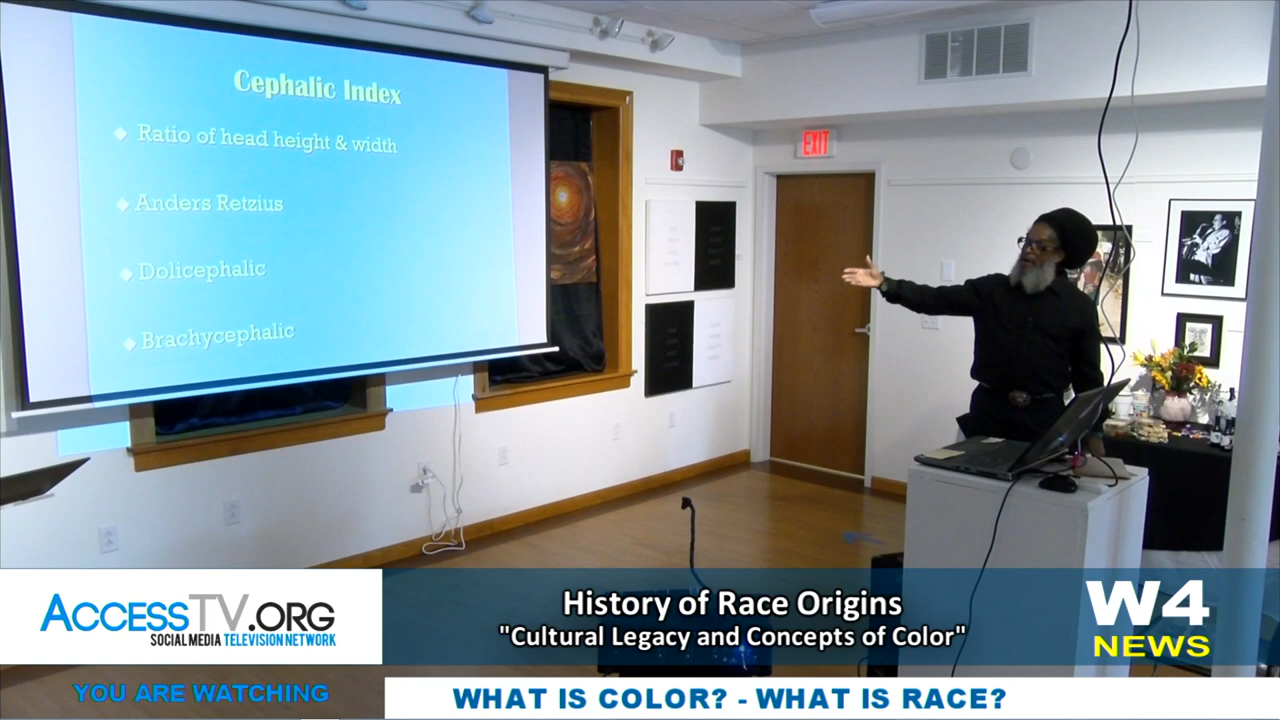 Cephalic Index
Ratio of head height & width
Anders Retzius
Dolicephalic
Brachycephalic
EXIT
ACCESSTV.ORG
SOCIAL MEDIA TELEVISION NETWORK
History of Race Origins
"Cultural Legacy and Concepts of Color"
W4
NEWS
YOU ARE WATCHING
WHAT IS COLOR? - WHAT IS RACE?